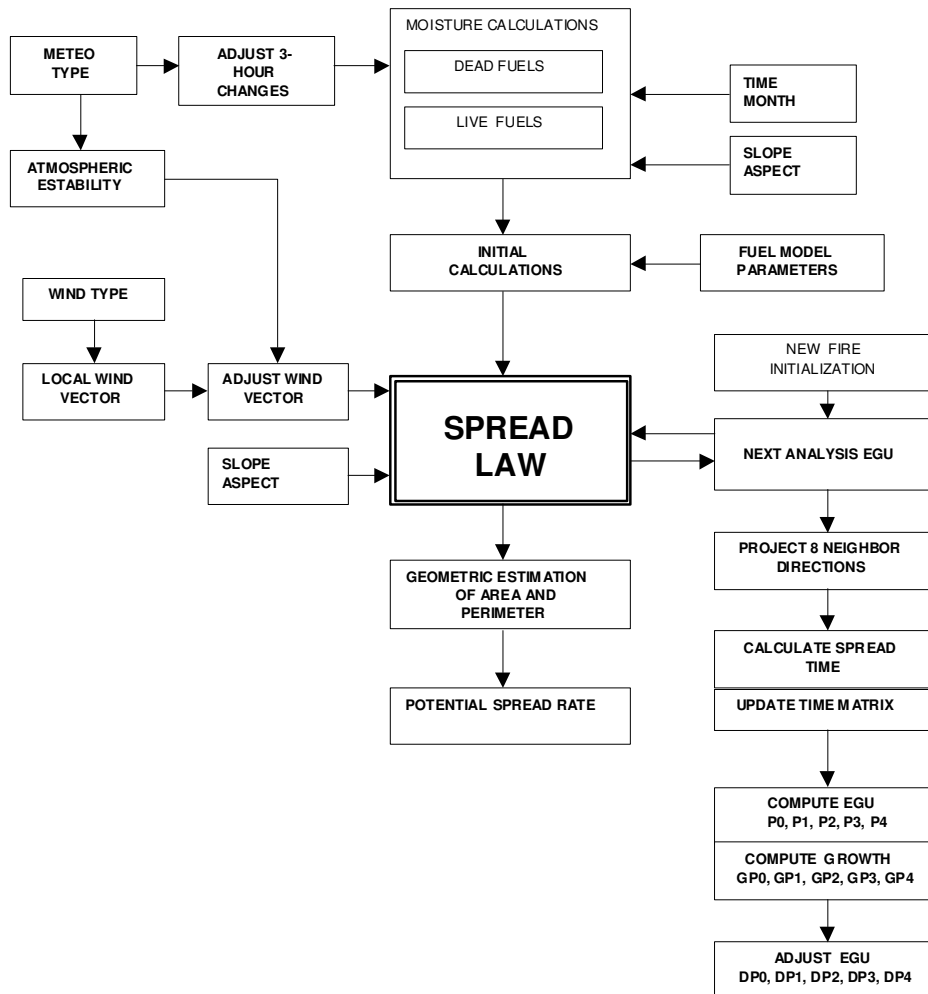 METEO
TYPE
ADJUST 3-
HOUR
CHANGES
MOISTURE CALCULATIONS
DEAD FUELS
LIVE FUELS
TIME
MONTH
SLOPE
ASPECT
ATMOSPHERIC
ESTABILITY
INITIAL
CALCULATIONS
FUEL MODEL
PARAMETERS
WIND TYPE
LOCAL WIND
VECTOR
ADJUST WIND
VECTOR
SLOPE
ASPECT
SPREAD
LAW
NEW FIRE
INITIALIZATION
NEXT ANALYSIS EGU
PROJECT 8 NEIGHBOR
DIRECTIONS
GEOMETRIC ESTIMATION
OF AREA AND
PERIMETER
CALCULATE SPREAD
TIME
POTENTIAL SPREAD RATE
UPDATE TIME MATRIX
COMPUTE EGU
P0, P1, P2, P3, P4
COMPUTE GROWTH
GP0, GP1, GP2, GP3, GP4
ADJUST EGU
DP0, DP1, DP2, DP3, DP4